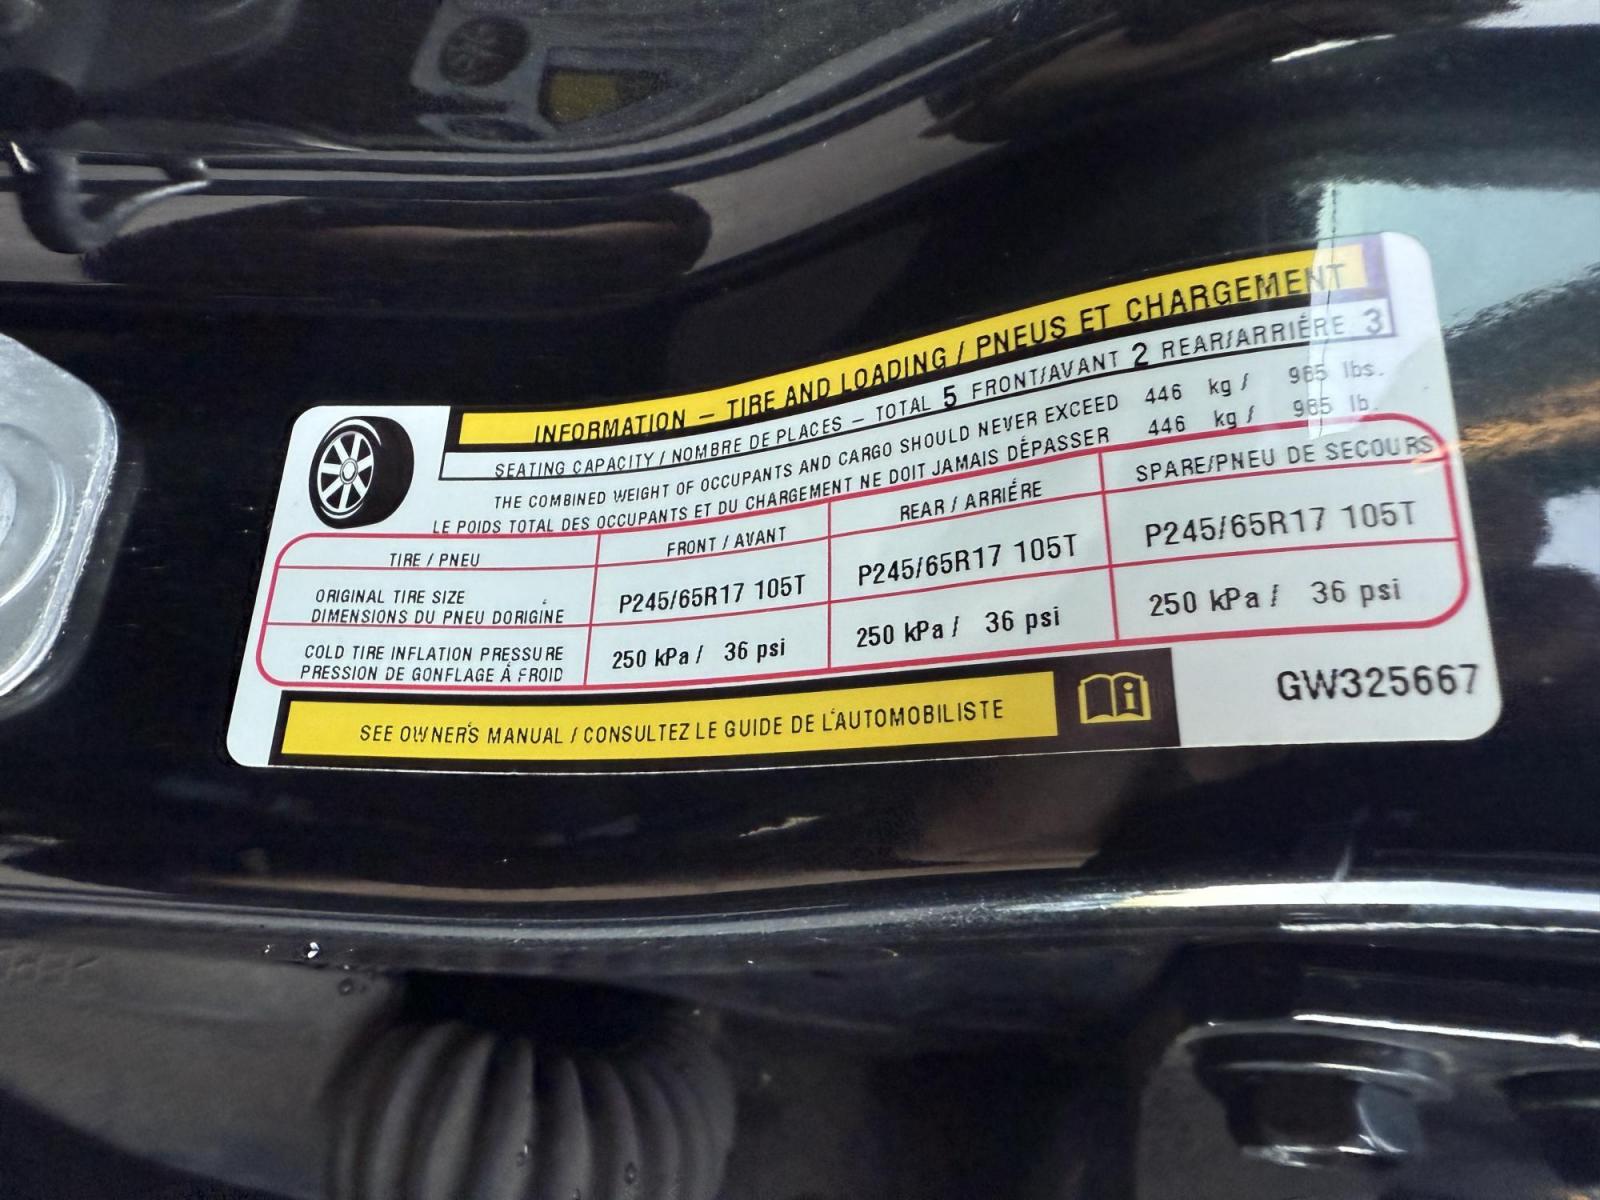 INFORMATION – TIRE AND LOADING / PNEUS ET CHARGEMENT
SEATING CAPACITY / NOMBRE DE PLACES – TOTAL 5 FRONT/AVANT 2 REAR/ARRIÉRE 3
THE COMBINED WEIGHT OF OCCUPANTS AND CARGO SHOULD NEVER EXCEED 446 kg / 985 lbs.
LE POIDS TOTAL DES OCCUPANTS ET DU CHARGEMENT NE DOIT JAMAIS DÉPASSER 446 kg / 985 lb.
TIRE / PNEU FRONT / AVANT REAR / ARRIÉRE SPARE/PNEU DE SECOURS
ORIGINAL TIRE SIZE
DIMENSIONS DU PNEU DORIGINE P245/65R17 105T P245/65R17 105T P245/65R17 105T
COLD TIRE INFLATION PRESSURE
PRESSION DE GONFLAGE À FROID 250 kPa / 36 psi 250 kPa / 36 psi 250 kPa / 36 psi
SEE OWNER'S MANUAL / CONSULTEZ LE GUIDE DE L'AUTOMOBILISTE
GW325667